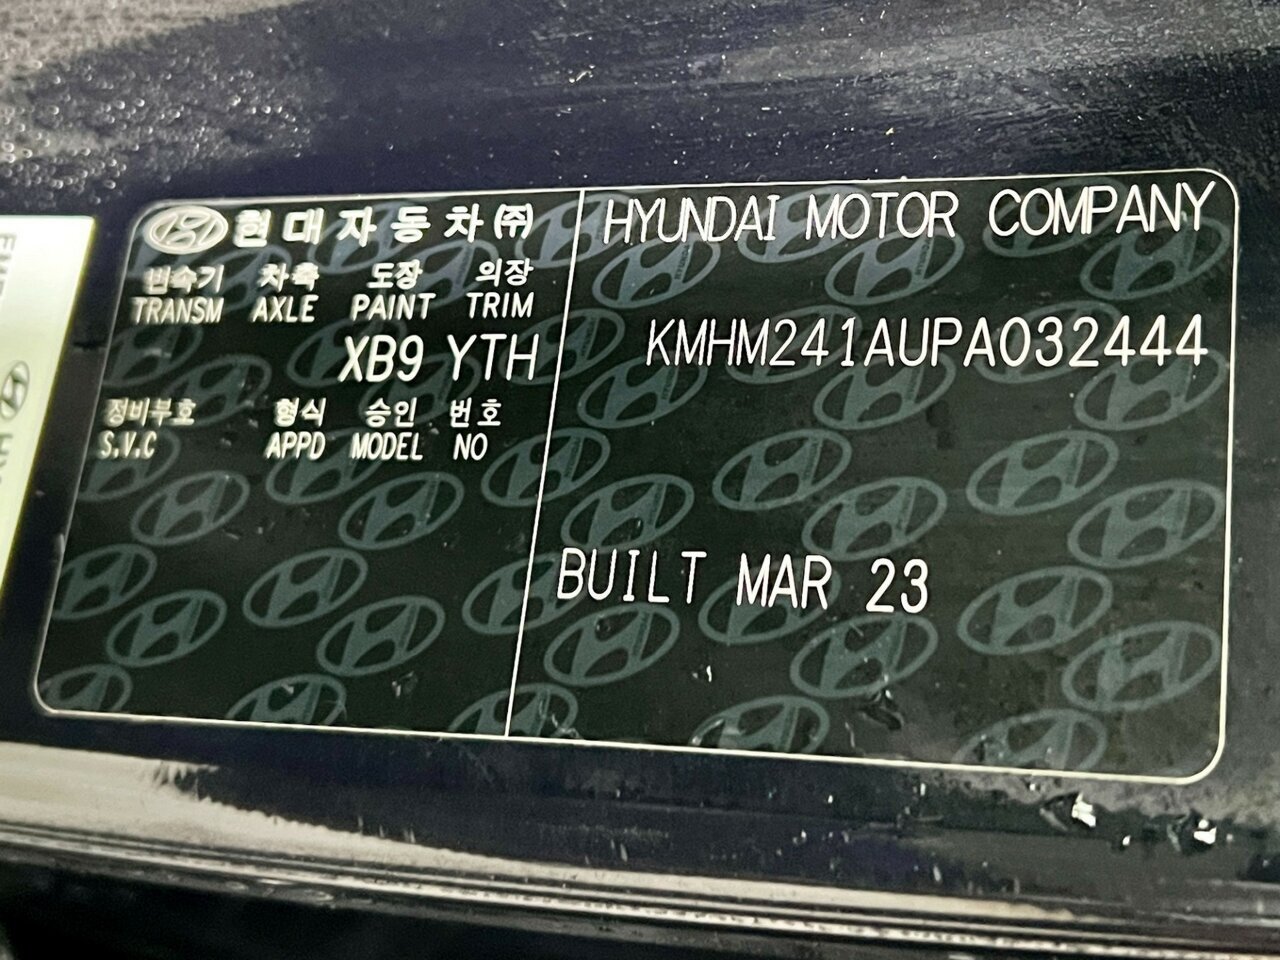 현대자동차㈜
변속기 차축 도장 의장
TRANSM AXLE PAINT TRIM
XB9 YTH
정비부호 형식 승인 번호
S.V.C APPD MODEL NO
HYUNDAI MOTOR COMPANY
KMHM241AUPA032444
BUILT MAR 23